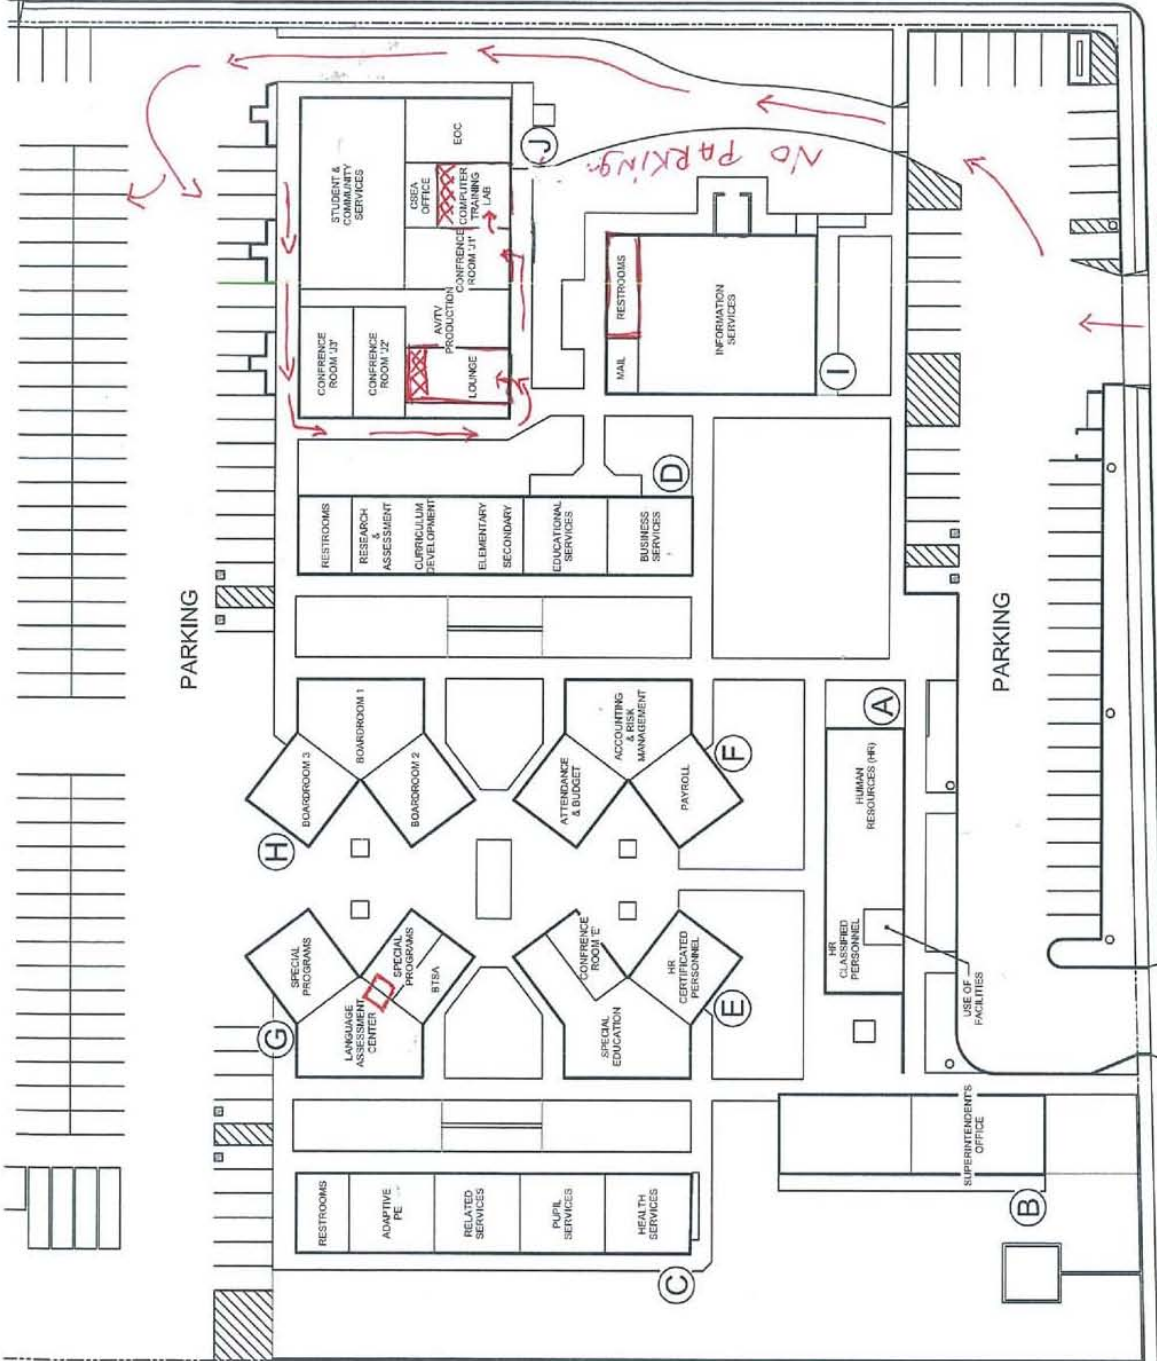 PARKING
STUDENT &
COMMUNITY
SERVICES
EOC
CSEA
OFFICE
COMPUTER
TRAINING
LAB
CONFRENCE
ROOM 'J1'
AV/TV
PRODUCTION
CONFRENCE
ROOM 'J3'
CONFRENCE
ROOM 'J2'
LOUNGE
J
NO PARKING.
RESTROOMS
MAIL
INFORMATION
SERVICES
I
RESTROOMS
RESEARCH
&
ASSESSMENT
CURRICULUM
DEVELOPMENT
ELEMENTARY
SECONDARY
EDUCATIONAL
SERVICES
BUSINESS
SERVICES
D
PARKING
BOARDROOM 3
BOARDROOM 1
BOARDROOM 2
H
ATTENDANCE
& BUDGET
ACCOUNTING
& RISK
MANAGEMENT
PAYROLL
F
HUMAN
RESOURCES (HR)
HR
CLASSIFIED
PERSONNEL
USE OF
FACILITIES
A
SPECIAL
PROGRAMS
SPECIAL
PROGRAMS
BTSA
LANGUAGE
ASSESSMENT
CENTER
G
CONFRENCE
ROOM 'E'
HR
CERTIFICATED
PERSONNEL
SPECIAL
EDUCATION
E
RESTROOMS
ADAPTIVE
PE
RELATED
SERVICES
PUPIL
SERVICES
HEALTH
SERVICES
C
SUPERINTENDENT'S
OFFICE
B